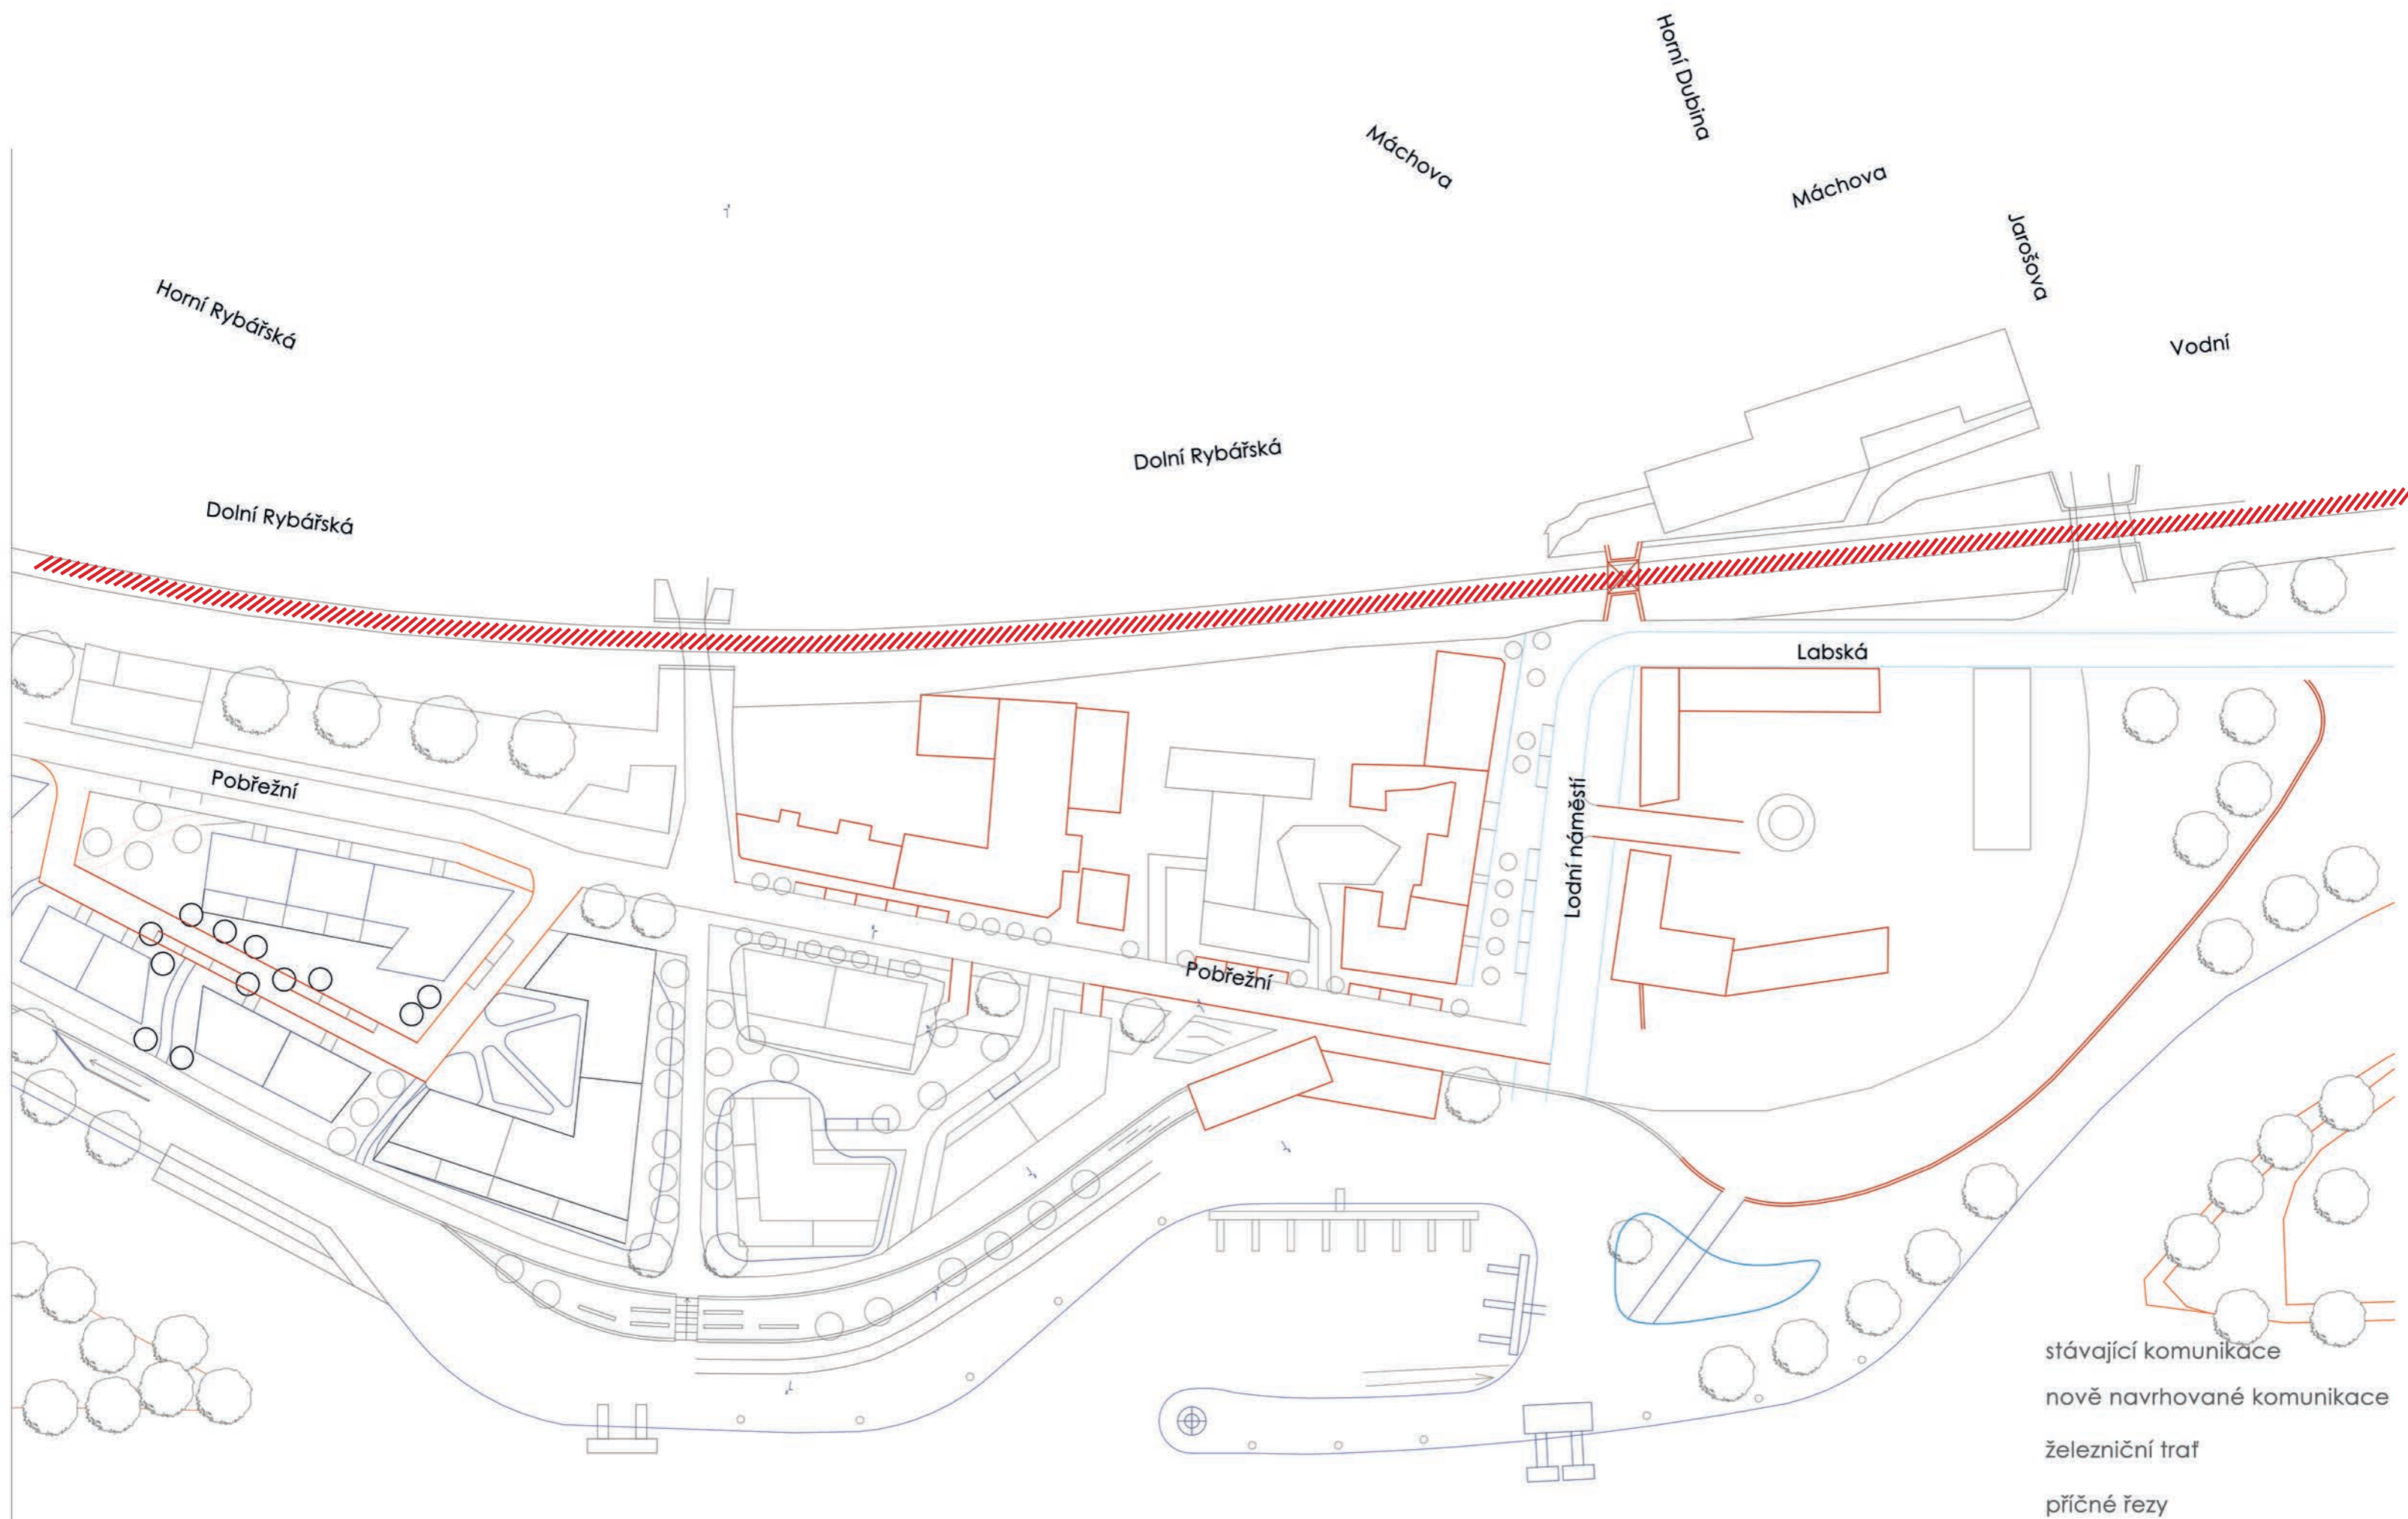 Horní Dubina
Máchova
Máchova
Jarošova
Horní Rybářská
Vodní
Dolní Rybářská
Dolní Rybářská
Labská
Pobřežní
Lodní náměstí
Pobřežní
stávající komunikace
nově navrhované komunikace
železniční trať
příčné řezy